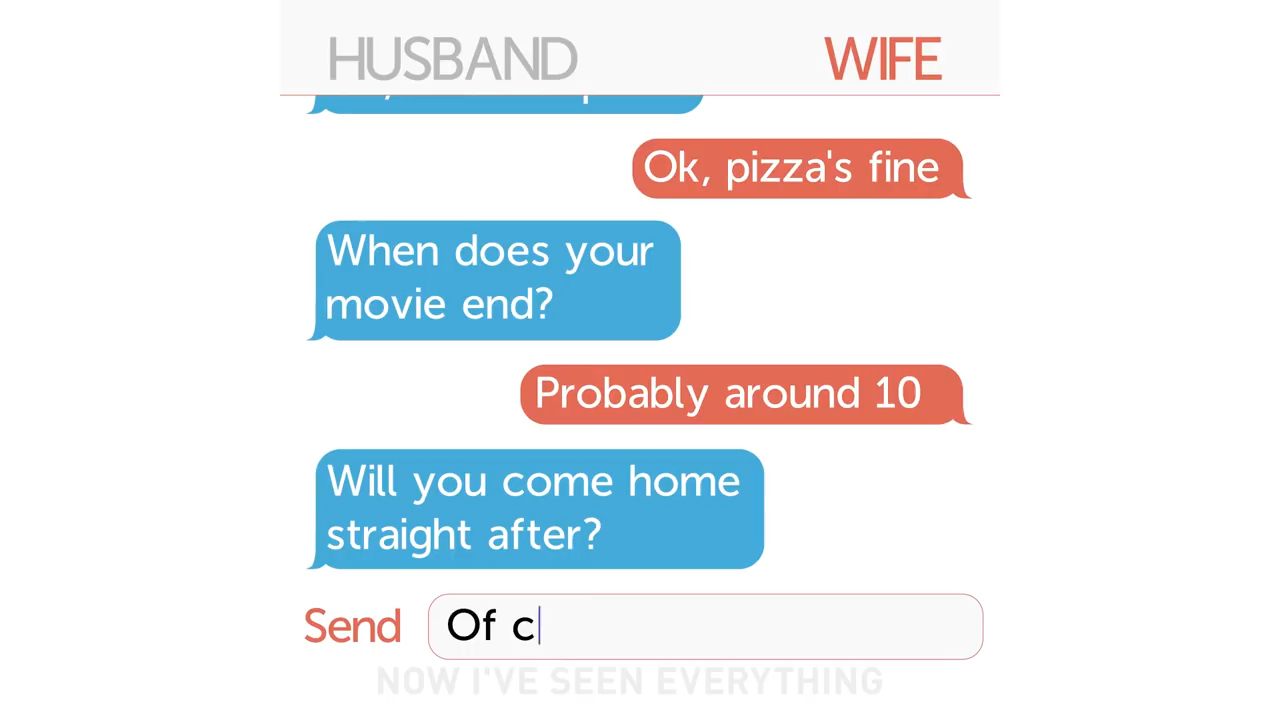 HUSBAND WIFE
Ok, pizza's fine
When does your
movie end?
Probably around 10
Will you come home
straight after?
Send Of c
NOW I'VE SEEN EVERYTHING